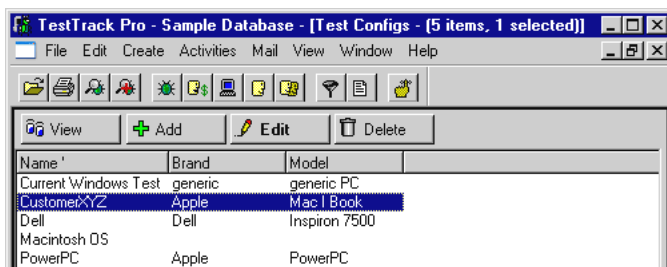 TestTrack Pro - Sample Database - [Test Configs - (5 items, 1 selected)]
File Edit Create Activities Mail View Window Help
View Add Edit Delete
Name ' Brand Model
Current Windows Test generic generic PC
CustomerXYZ Apple Mac I Book
Dell Dell Inspiron 7500
Macintosh OS
PowerPC Apple PowerPC